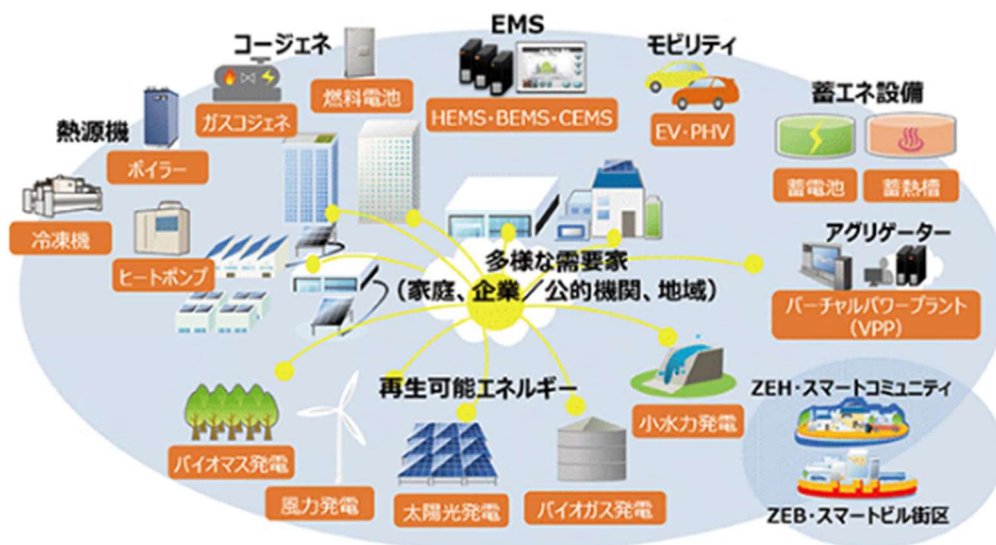 EMS
コージェネ
モビリティ
蓄エネ設備
熱源機
燃料電池
ガスコジェネ
HEMS・BEMS・CEMS
EV・PHV
ボイラー
蓄電池
蓄熱槽
冷凍機
ヒートポンプ
アグリゲーター
バーチャルパワープラント
(VPP)
多様な需要家
(家庭、企業/公的機関、地域)
再生可能エネルギー
小水力発電
バイオマス発電
風力発電
太陽光発電
バイオガス発電
ZEH・スマートコミュニティ
ZEB・スマートビル街区